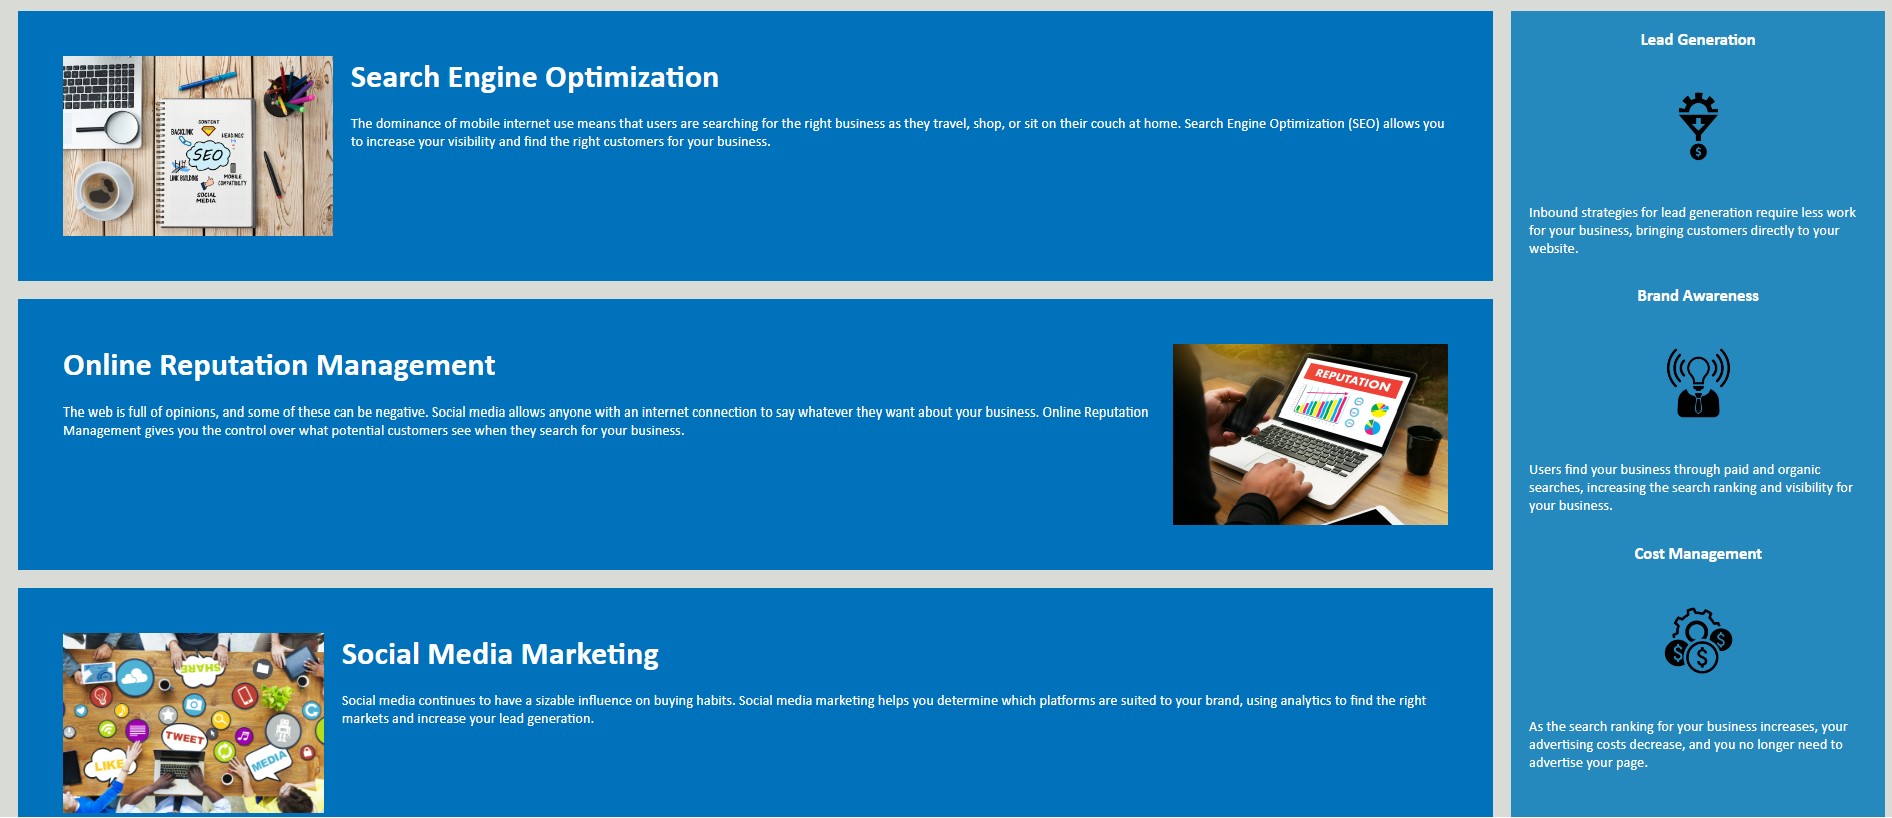 Search Engine Optimization
The dominance of mobile internet use means that users are searching for the right business as they travel, shop, or sit on their couch at home. Search Engine Optimization (SEO) allows you
to increase your visibility and find the right customers for your business.
CONTENT
BACKLINK
HEADINGS
SEO
LINK BUILDING
MOBILE
COMPATIBILITY
SOCIAL
MEDIA
Online Reputation Management
The web is full of opinions, and some of these can be negative. Social media allows anyone with an internet connection to say whatever they want about your business. Online Reputation
Management gives you the control over what potential customers see when they search for your business.
REPUTATION
Social Media Marketing
Social media continues to have a sizable influence on buying habits. Social media marketing helps you determine which platforms are suited to your brand, using analytics to find the right
markets and increase your lead generation.
SHARE
TWEET
LIKE
MEDIA
Lead Generation
$
Inbound strategies for lead generation require less work
for your business, bringing customers directly to your
website.
Brand Awareness
Users find your business through paid and organic
searches, increasing the search ranking and visibility for
your business.
Cost Management
$ $ $
As the search ranking for your business increases, your
advertising costs decrease, and you no longer need to
advertise your page.